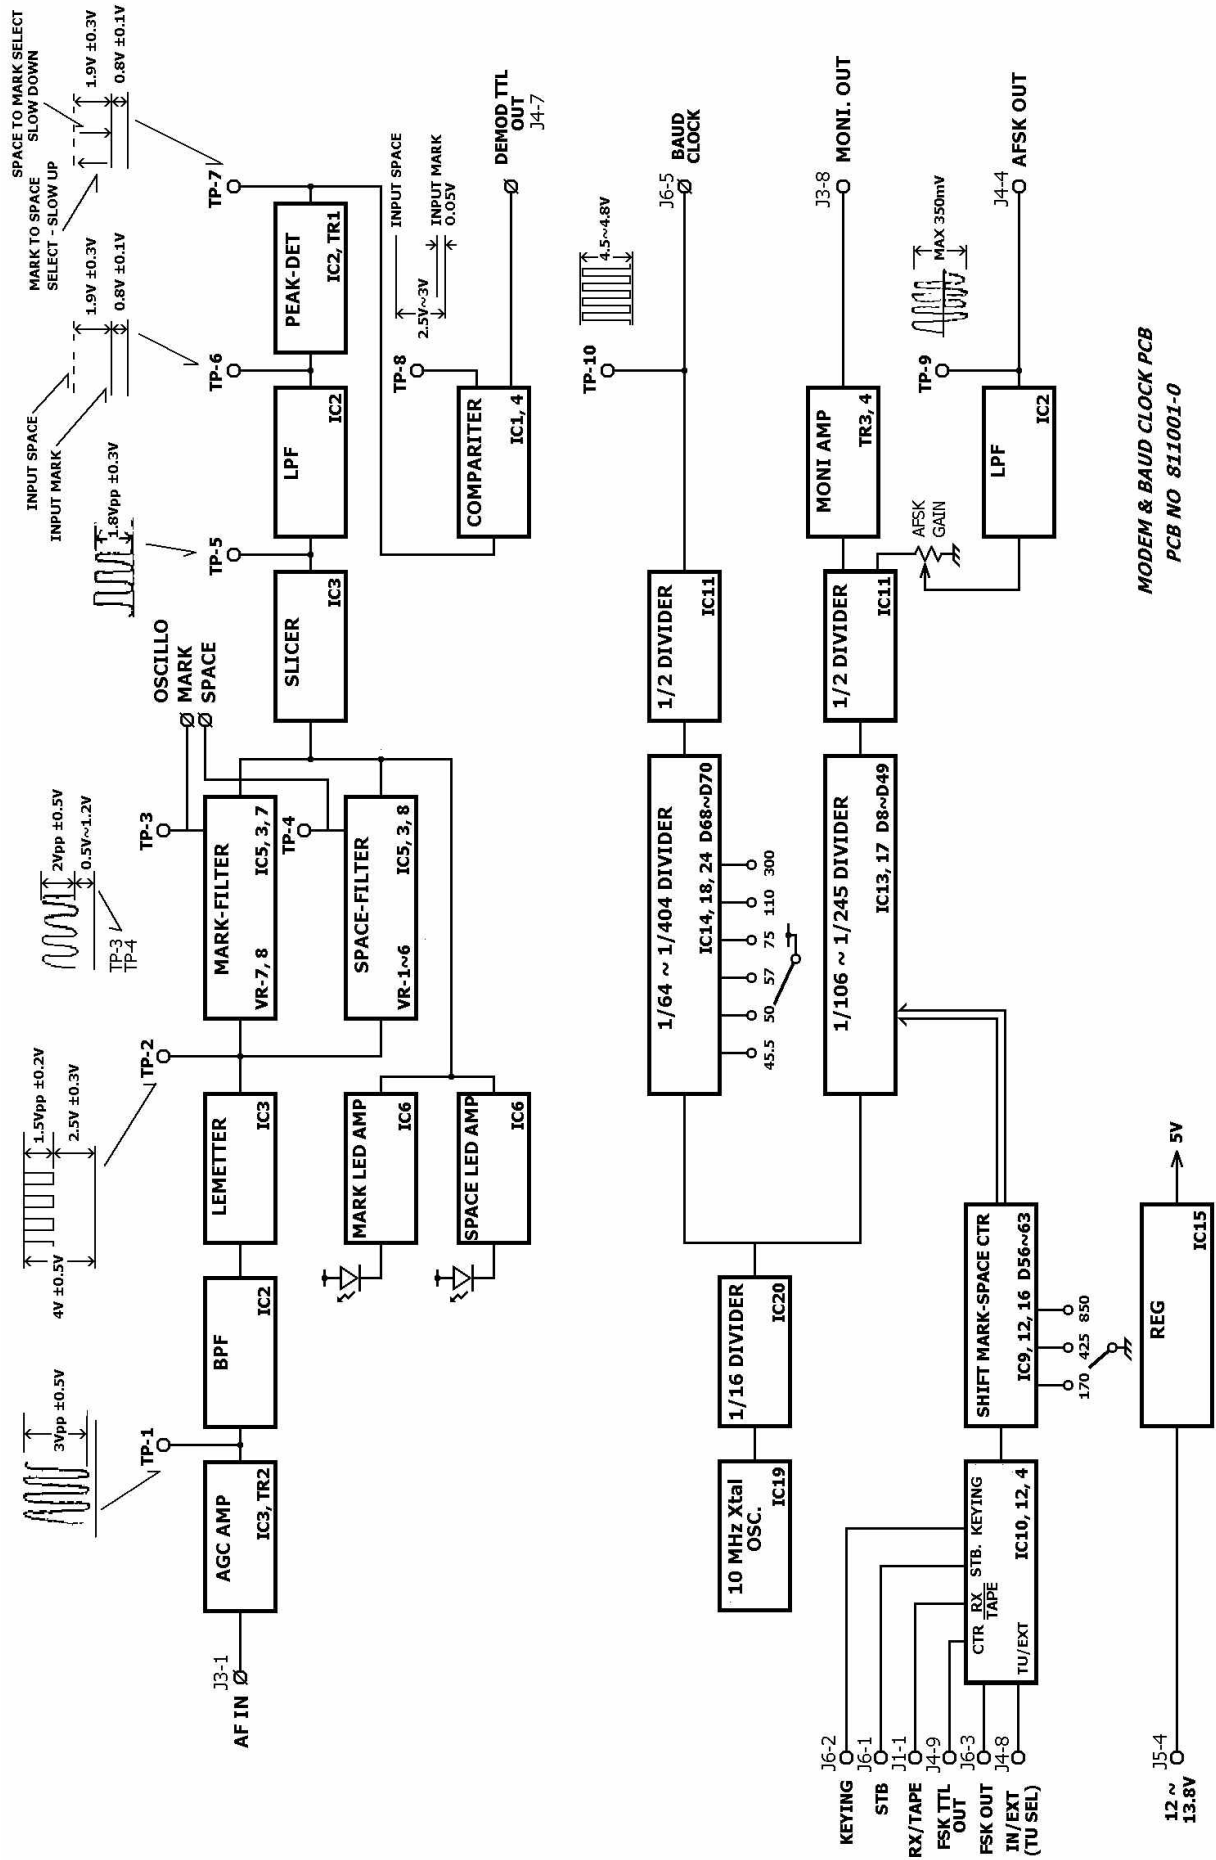 3Vpp ±0.5V
4V ±0.5V
1.5Vpp ±0.2V
2.5V ±0.3V
2Vpp ±0.5V
0.5V~1.2V
TP-3
TP-4
OSCILLO
MARK
SPACE
1.8Vpp ±0.3V
INPUT SPACE
INPUT MARK
1.9V ±0.3V
0.8V ±0.1V
MARK TO SPACE
SELECT - SLOW UP
SPACE TO MARK SELECT
SLOW DOWN
1.9V ±0.3V
0.8V ±0.1V
TP-1
TP-2
TP-3
TP-4
TP-5
TP-6
TP-7
J3-1
AF IN
AGC AMP
IC3, TR2
BPF
IC2
LEMETTER
IC3
MARK-FILTER
VR-7, 8
IC5, 3, 7
SPACE-FILTER
VR-1~6
IC5, 3, 8
SLICER
IC3
LPF
IC2
PEAK-DET
IC2, TR1
MARK LED AMP
IC6
SPACE LED AMP
IC6
COMPARITER
IC1, 4
TP-8
2.5V~3V
INPUT SPACE
INPUT MARK
0.05V
DEMOD TTL
OUT
J4-7
10 MHz Xtal
OSC.
IC19
1/16 DIVIDER
IC20
1/64 ~ 1/404 DIVIDER
IC14, 18, 24 D68~D70
45.5
50
57
75
110
300
1/2 DIVIDER
IC11
TP-10
4.5~4.8V
J6-5
BAUD
CLOCK
1/106 ~ 1/245 DIVIDER
IC13, 17 D8~D49
1/2 DIVIDER
IC11
MONI AMP
TR3, 4
J3-8
MONI. OUT
AFSK
GAIN
LPF
IC2
TP-9
MAX 350mV
J4-4
AFSK OUT
KEYING
J6-2
STB
J6-1
RX/TAPE
J1-1
FSK TTL
OUT
J4-9
FSK OUT
J6-3
IN/EXT
(TU SEL)
J4-8
CTR
RX
TAPE
STB.
KEYING
TU/EXT
IC10, 12, 4
SHIFT MARK-SPACE CTR
IC9, 12, 16 D56~63
170
425
850
12 ~
13.8V
J5-4
REG
IC15
5V
MODEM & BAUD CLOCK PCB
PCB NO 811001-0